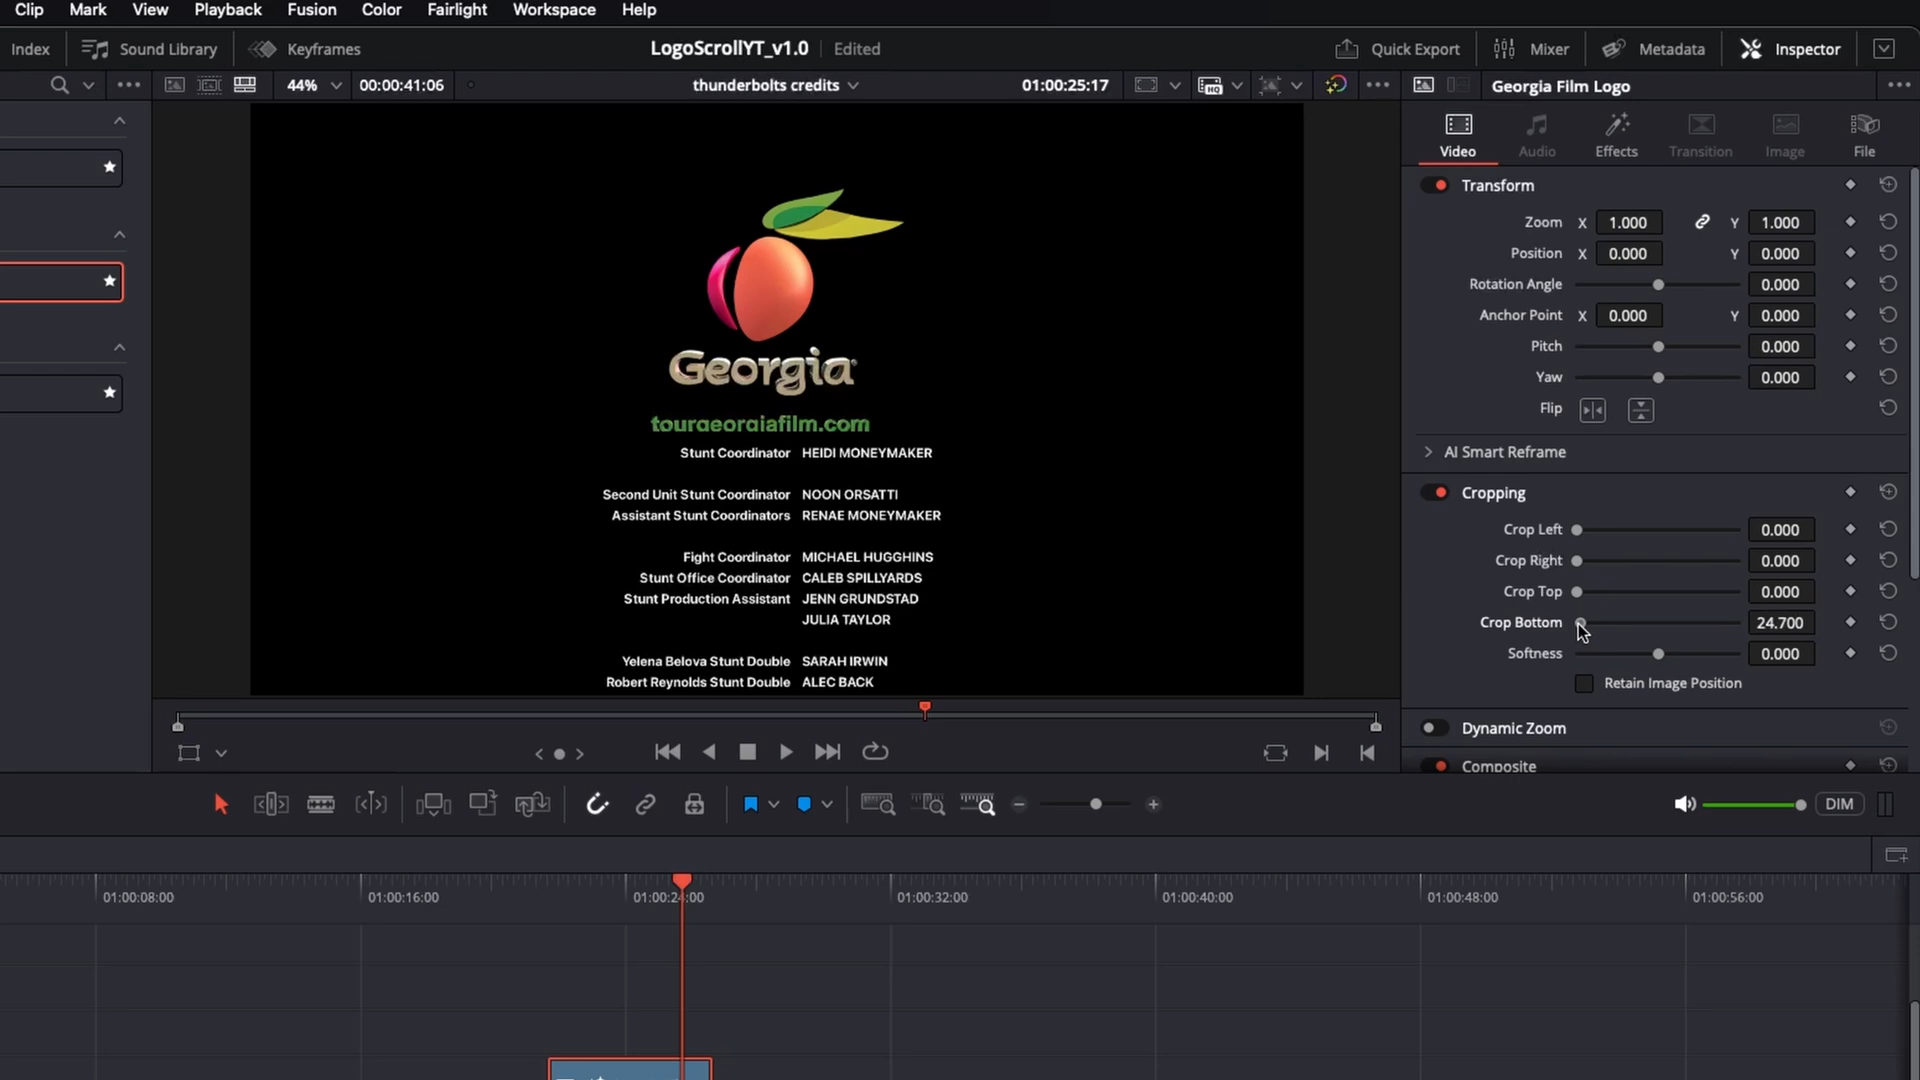 Clip Mark View Playback Fusion Color Fairlight Workspace Help
Index Sound Library Keyframes LogoScrollYT_v1.0 Edited Quick Export Mixer Metadata Inspector
44% 00:00:41:06 thunderbolts credits 01:00:25:17 HQ Georgia Film Logo
Video Audio Effects Transition Image File
Transform
Zoom X 1.000 Y 1.000
Position X 0.000 Y 0.000
Rotation Angle 0.000
Anchor Point X 0.000 Y 0.000
Pitch 0.000
Yaw 0.000
Flip
AI Smart Reframe
Cropping
Crop Left 0.000
Crop Right 0.000
Crop Top 0.000
Crop Bottom 24.700
Softness 0.000
Retain Image Position
Dynamic Zoom
Composite
Georgia
tourgeorgiafilm.com
Stunt Coordinator HEIDI MONEYMAKER
Second Unit Stunt Coordinator NOON ORSATTI
Assistant Stunt Coordinators RENAE MONEYMAKER
Fight Coordinator MICHAEL HUGGHINS
Stunt Office Coordinator CALEB SPILLYARDS
Stunt Production Assistant JENN GRUNDSTAD
JULIA TAYLOR
Yelena Belova Stunt Double SARAH IRWIN
Robert Reynolds Stunt Double ALEC BACK
DIM
01:00:08:00 01:00:16:00 01:00:24:00 01:00:32:00 01:00:40:00 01:00:48:00 01:00:56:00